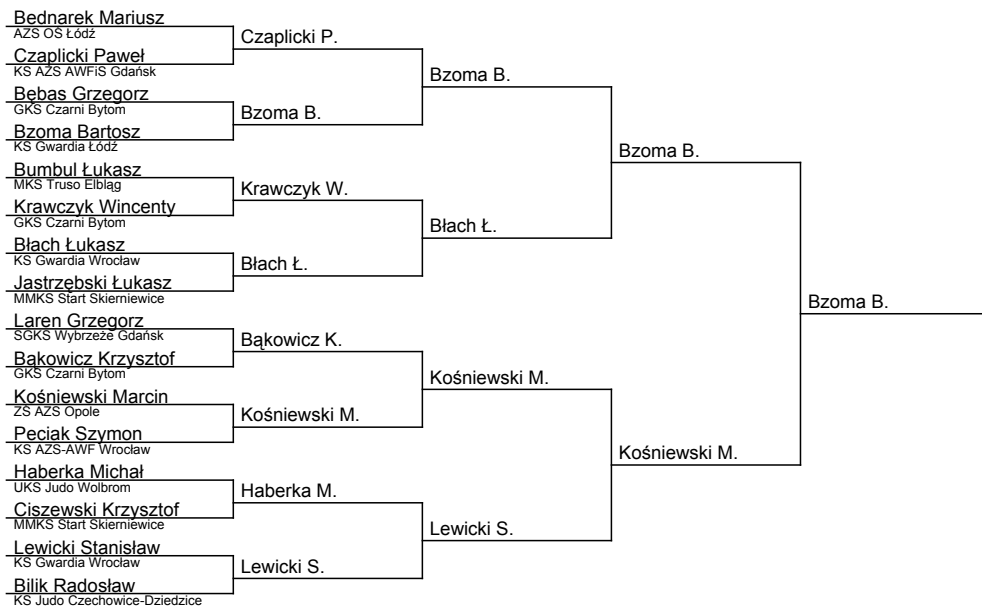 Bednarek Mariusz
AZS OŚ Łódź
Czaplicki P.
Czaplicki Paweł
KS AZS AWFiS Gdańsk
Bzoma B.
Bębas Grzegorz
GKS Czarni Bytom
Bzoma B.
Bzoma Bartosz
KS Gwardia Łódź
Bzoma B.
Bumbul Łukasz
MKS Truso Elbląg
Krawczyk W.
Krawczyk Wincenty
GKS Czarni Bytom
Błach Ł.
Błach Łukasz
KS Gwardia Wrocław
Błach Ł.
Jastrzębski Łukasz
MMKS Start Skierniewice
Bzoma B.
Laren Grzegorz
SGKS Wybrzeże Gdańsk
Bąkowicz K.
Bąkowicz Krzysztof
GKS Czarni Bytom
Kośniewski M.
Kośniewski Marcin
ZS AZS Opole
Kośniewski M.
Peciak Szymon
KS AZS-AWF Wrocław
Kośniewski M.
Haberka Michał
UKS Judo Wolbrom
Haberka M.
Ciszewski Krzysztof
MMKS Start Skierniewice
Lewicki S.
Lewicki Stanisław
KS Gwardia Wrocław
Lewicki S.
Bilik Radosław
KS Judo Czechowice-Dziedzice